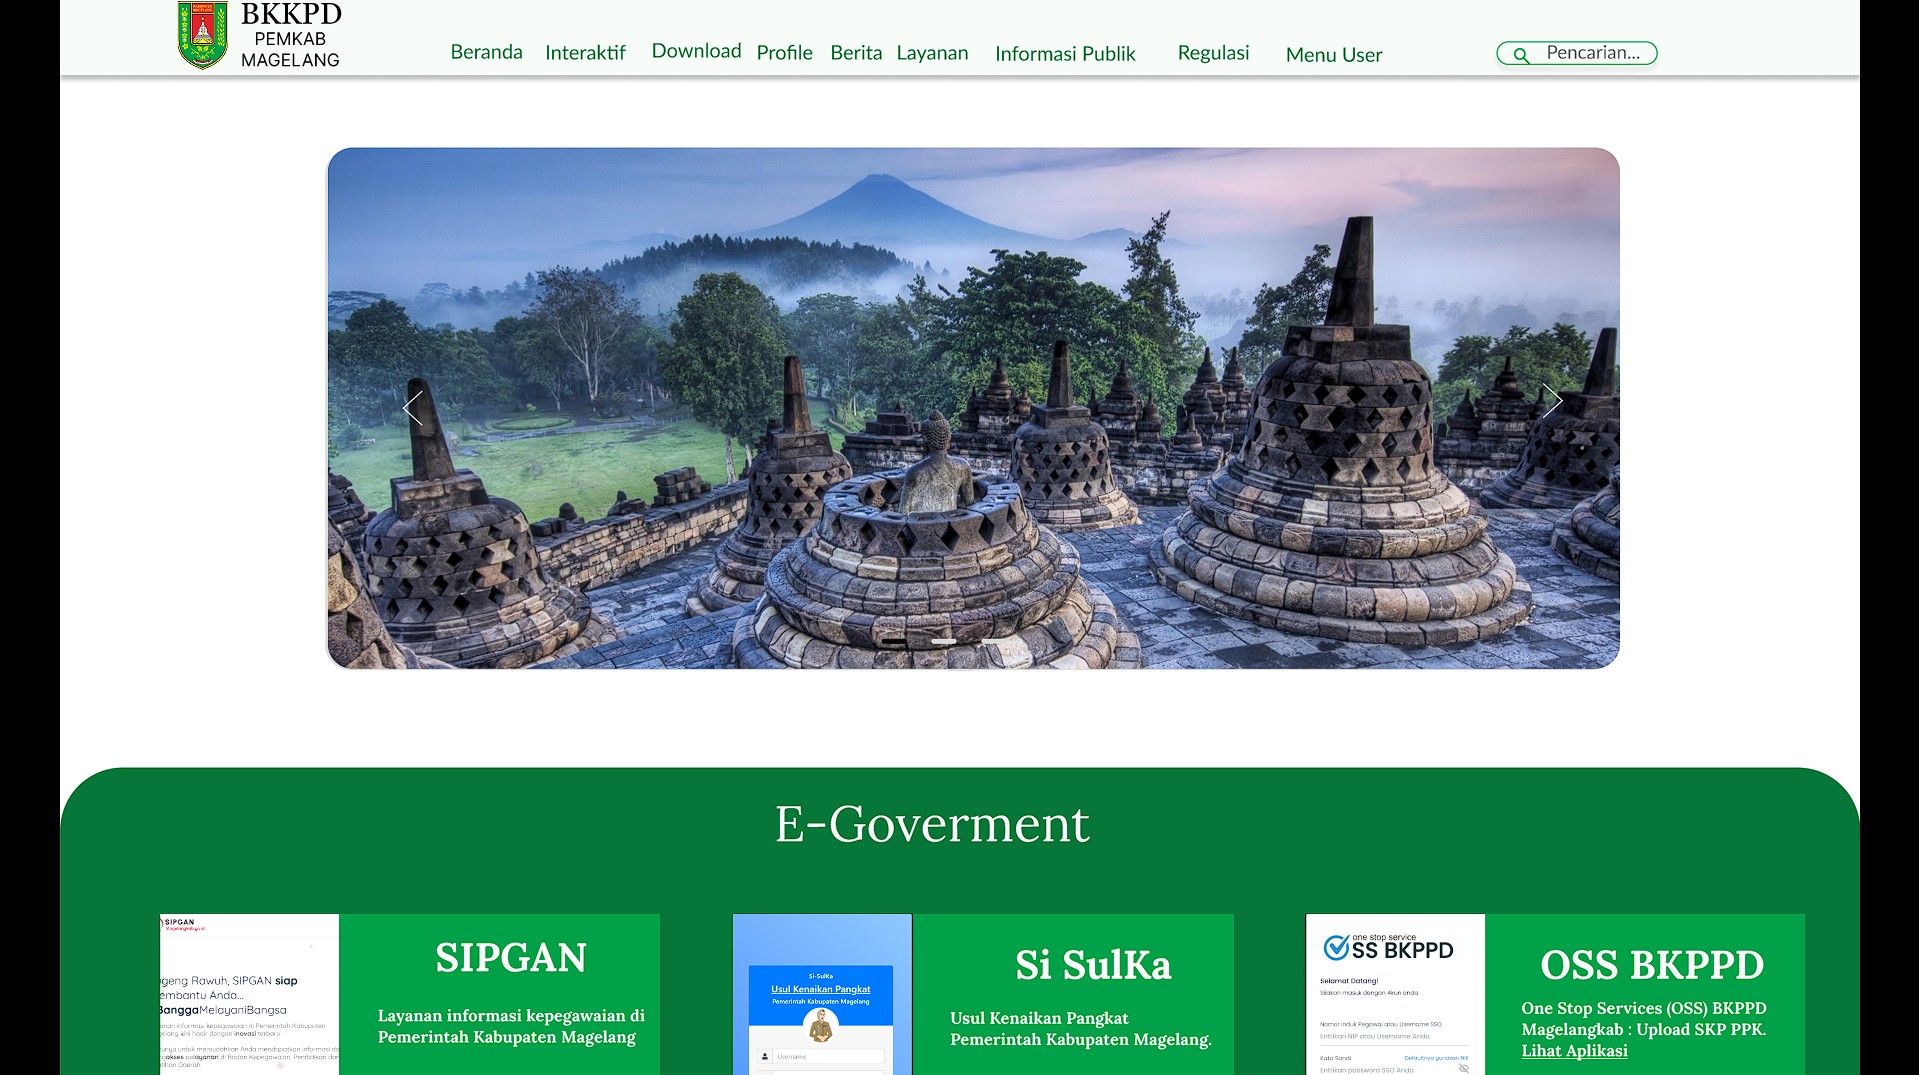 BKKPD
PEMKAB
MAGELANG
Beranda Interaktif Download Profile Berita Layanan Informasi Publik Regulasi Menu User Pencarian...
E-Goverment
SIPGAN
geng Rawuh, SIPGAN siap
embantu Anda...
BanggaMelayaniBangsa
SIPGAN
Layanan informasi kepegawaian di
Pemerintah Kabupaten Magelang
Si-SulKa
Usul Kenaikan Pangkat
Pemerintah Kabupaten Magelang
Username
Si SulKa
Usul Kenaikan Pangkat
Pemerintah Kabupaten Magelang.
one stop service
SS BKPPD
Selamat Datang!
Silakan masuk dengan Akun anda.
Nomor Induk Pegawai atau Username SSO
Entrikan NIP atau Username Anda
Kata Sandi Defaultnya gunakan NIK
Entrikan password SSO Anda
OSS BKPPD
One Stop Services (OSS) BKPPD
Magelangkab : Upload SKP PPK.
Lihat Aplikasi